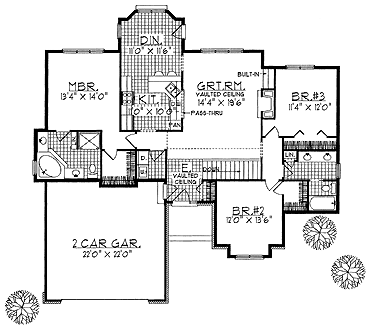 DIN.
11'0" X 11'6"
BUILT-IN
MBR.
13'4" X 14'0"
GRT.RM.
VAULTED CEILING
14'4" X 19'6"
BR.#3
11'4" X 12'0"
KIT.
10'0" X 10'0"
PASS-THRU
PAN.
LIN.
D.
E.
VAULTED
CEILING
DOWN
BR.#2
12'0" X 13'6"
2 CAR GAR.
22'0" X 22'0"